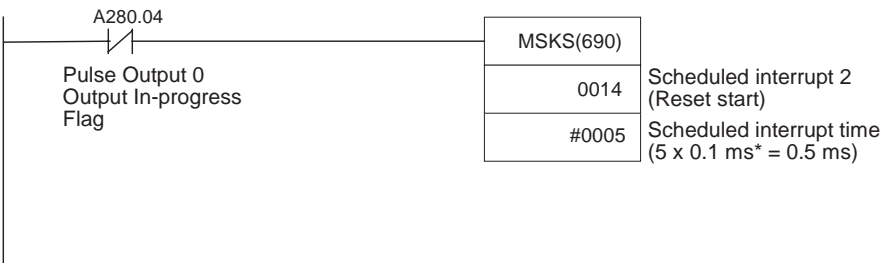 A280.04
Pulse Output 0
Output In-progress
Flag
MSKS(690)
0014
Scheduled interrupt 2
(Reset start)
#0005
Scheduled interrupt time
(5 x 0.1 ms* = 0.5 ms)